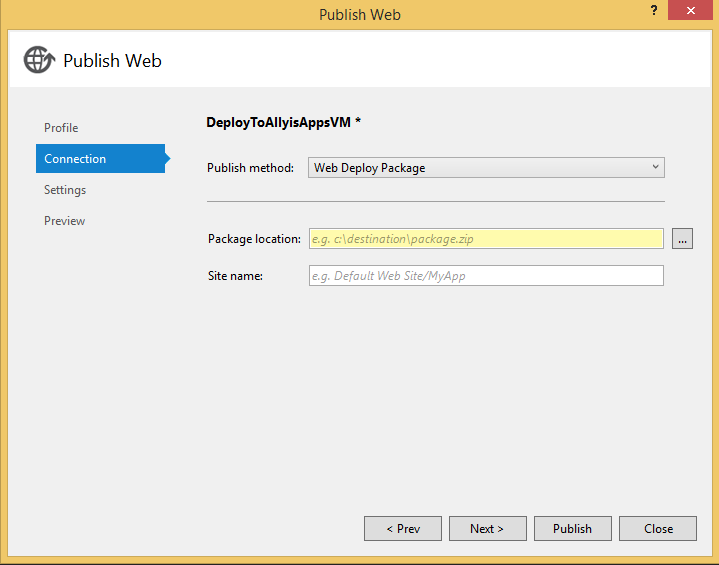 Publish Web
?
Publish Web
Profile
Connection
Settings
Preview
DeployToAllyisAppsVM *
Publish method: Web Deploy Package
Package location: e.g. c:\destination\package.zip ...
Site name: e.g. Default Web Site/MyApp
< Prev Next > Publish Close